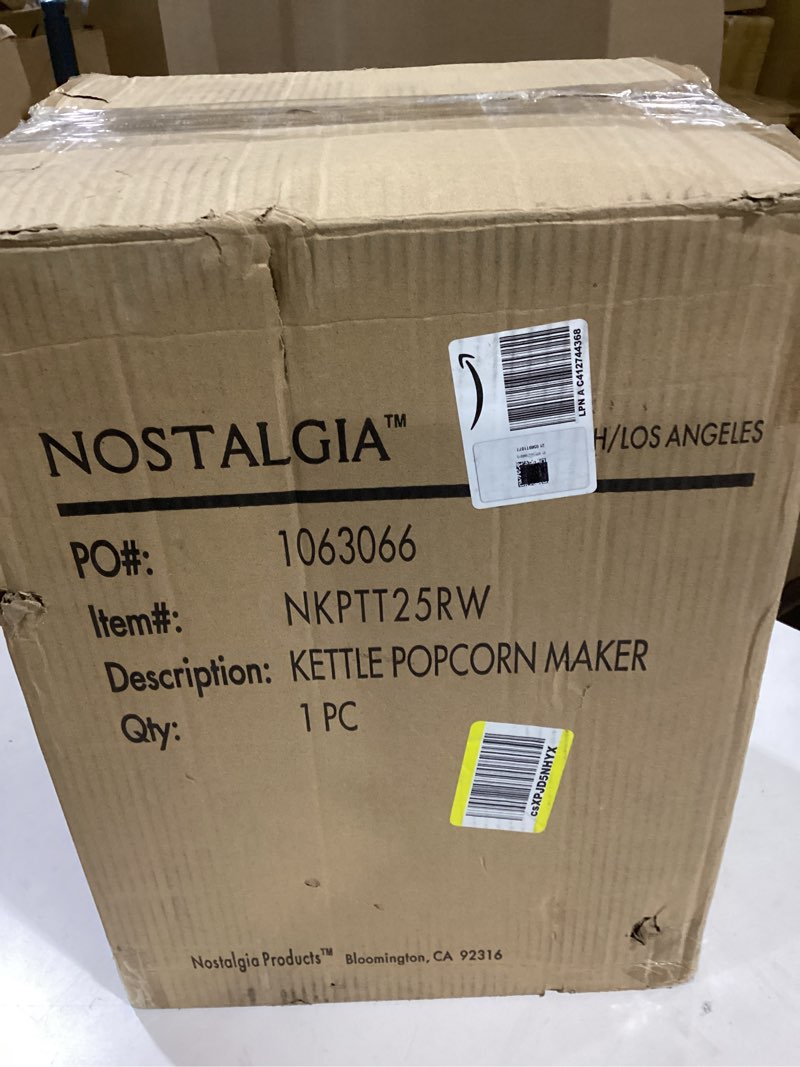 NOSTALGIA™
H/LOS ANGELES
LPN A C412744368
PO#: 1063066
Item#: NKPTT25RW
Description: KETTLE POPCORN MAKER
Qty: 1 PC
csXPJD5NHYX
Nostalgia Products™ Bloomington, CA 92316